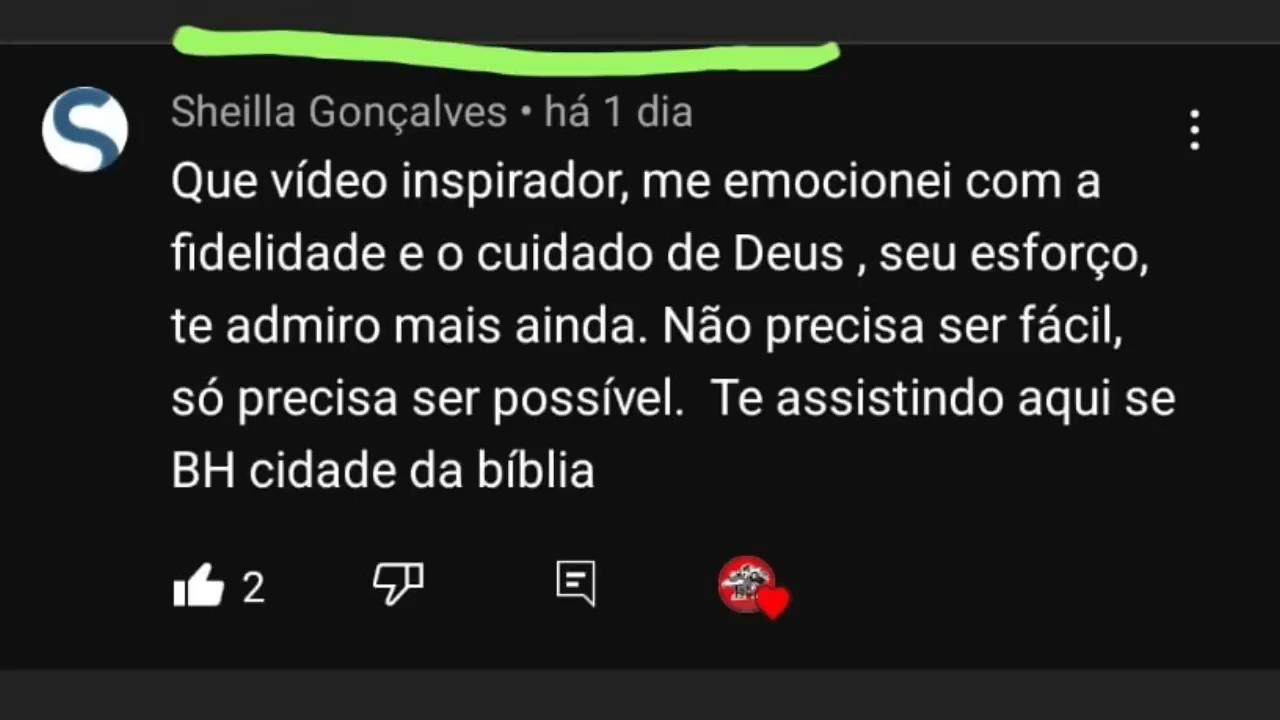 Sheilla Gonçalves • há 1 dia
Que vídeo inspirador, me emocionei com a
fidelidade e o cuidado de Deus , seu esforço,
te admiro mais ainda. Não precisa ser fácil,
só precisa ser possível.  Te assistindo aqui se
BH cidade da bíblia
2